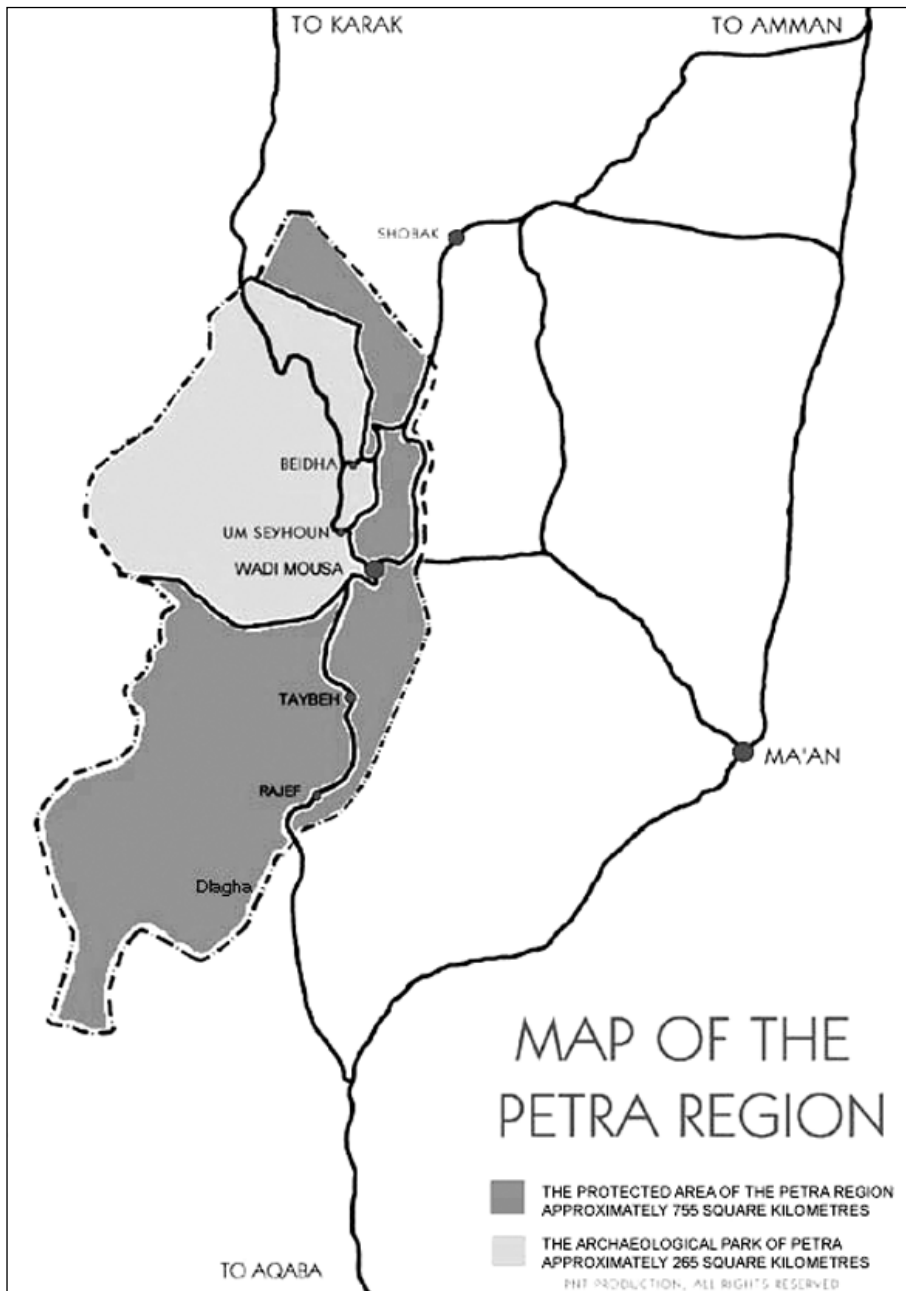 TO KARAK
TO AMMAN
SHOBAK
BEIDHA
UM SEYHOUN
WADI MOUSA
TAYBEH
MA'AN
RAJEF
Dlagha
MAP OF THE
PETRA REGION
THE PROTECTED AREA OF THE PETRA REGION
APPROXIMATELY 755 SQUARE KILOMETRES
THE ARCHAEOLOGICAL PARK OF PETRA
APPROXIMATELY 265 SQUARE KILOMETRES
TO AQABA
PNT PRODUCTION, ALL RIGHTS RESERVED